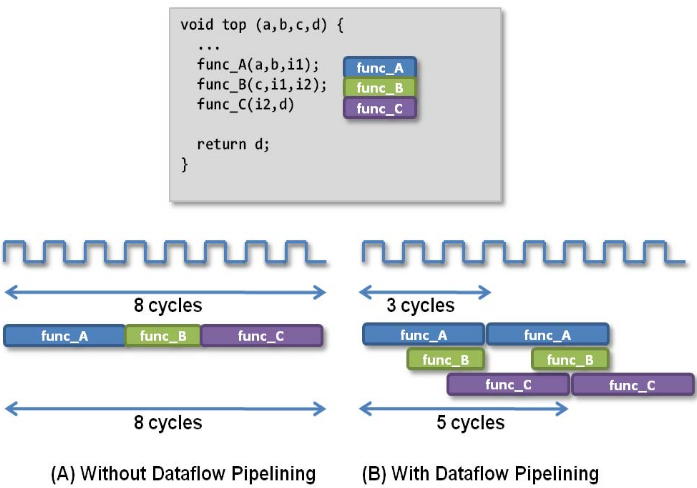 void top (a,b,c,d) {
...
func_A(a,b,i1);
func_A
func_B(c,i1,i2);
func_B
func_C(i2,d)
func_C
return d;
}
8 cycles
func_A func_B func_C
8 cycles
(A) Without Dataflow Pipelining
3 cycles
func_A func_A
func_B func_B
func_C func_C
5 cycles
(B) With Dataflow Pipelining